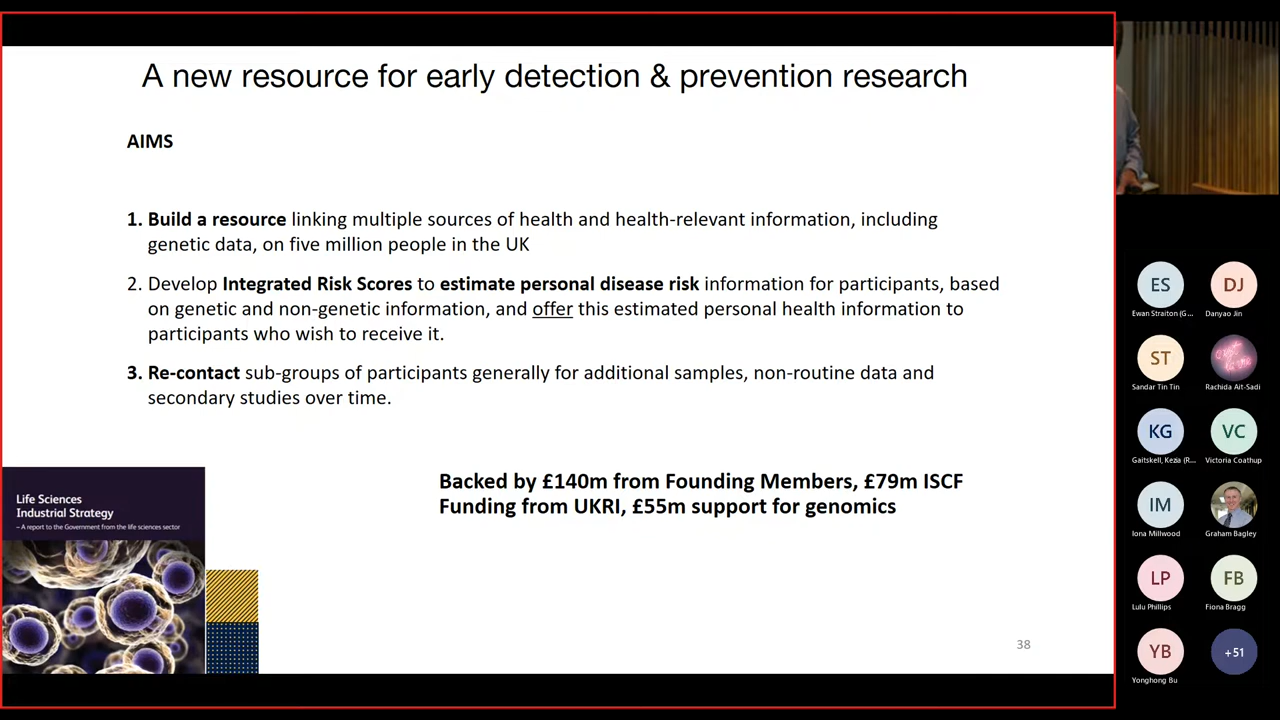 A new resource for early detection & prevention research
AIMS
1. Build a resource linking multiple sources of health and health-relevant information, including
genetic data, on five million people in the UK
2. Develop Integrated Risk Scores to estimate personal disease risk information for participants, based
on genetic and non-genetic information, and offer this estimated personal health information to
participants who wish to receive it.
3. Re-contact sub-groups of participants generally for additional samples, non-routine data and
secondary studies over time.
Backed by £140m from Founding Members, £79m ISCF
Funding from UKRI, £55m support for genomics
Life Sciences
Industrial Strategy
– A report to the Government from the life sciences sector
38
ES
DJ
Ewan Straiton (G...
Danyao Jin
ST
Sandar Tin Tin
Rachida Ait-Sadi
KG
VC
Gaitskell, Kezia (R...
Victoria Coathup
IM
Iona Millwood
Graham Bagley
LP
FB
Lulu Phillips
Fiona Bragg
YB
+51
Yonghong Bu